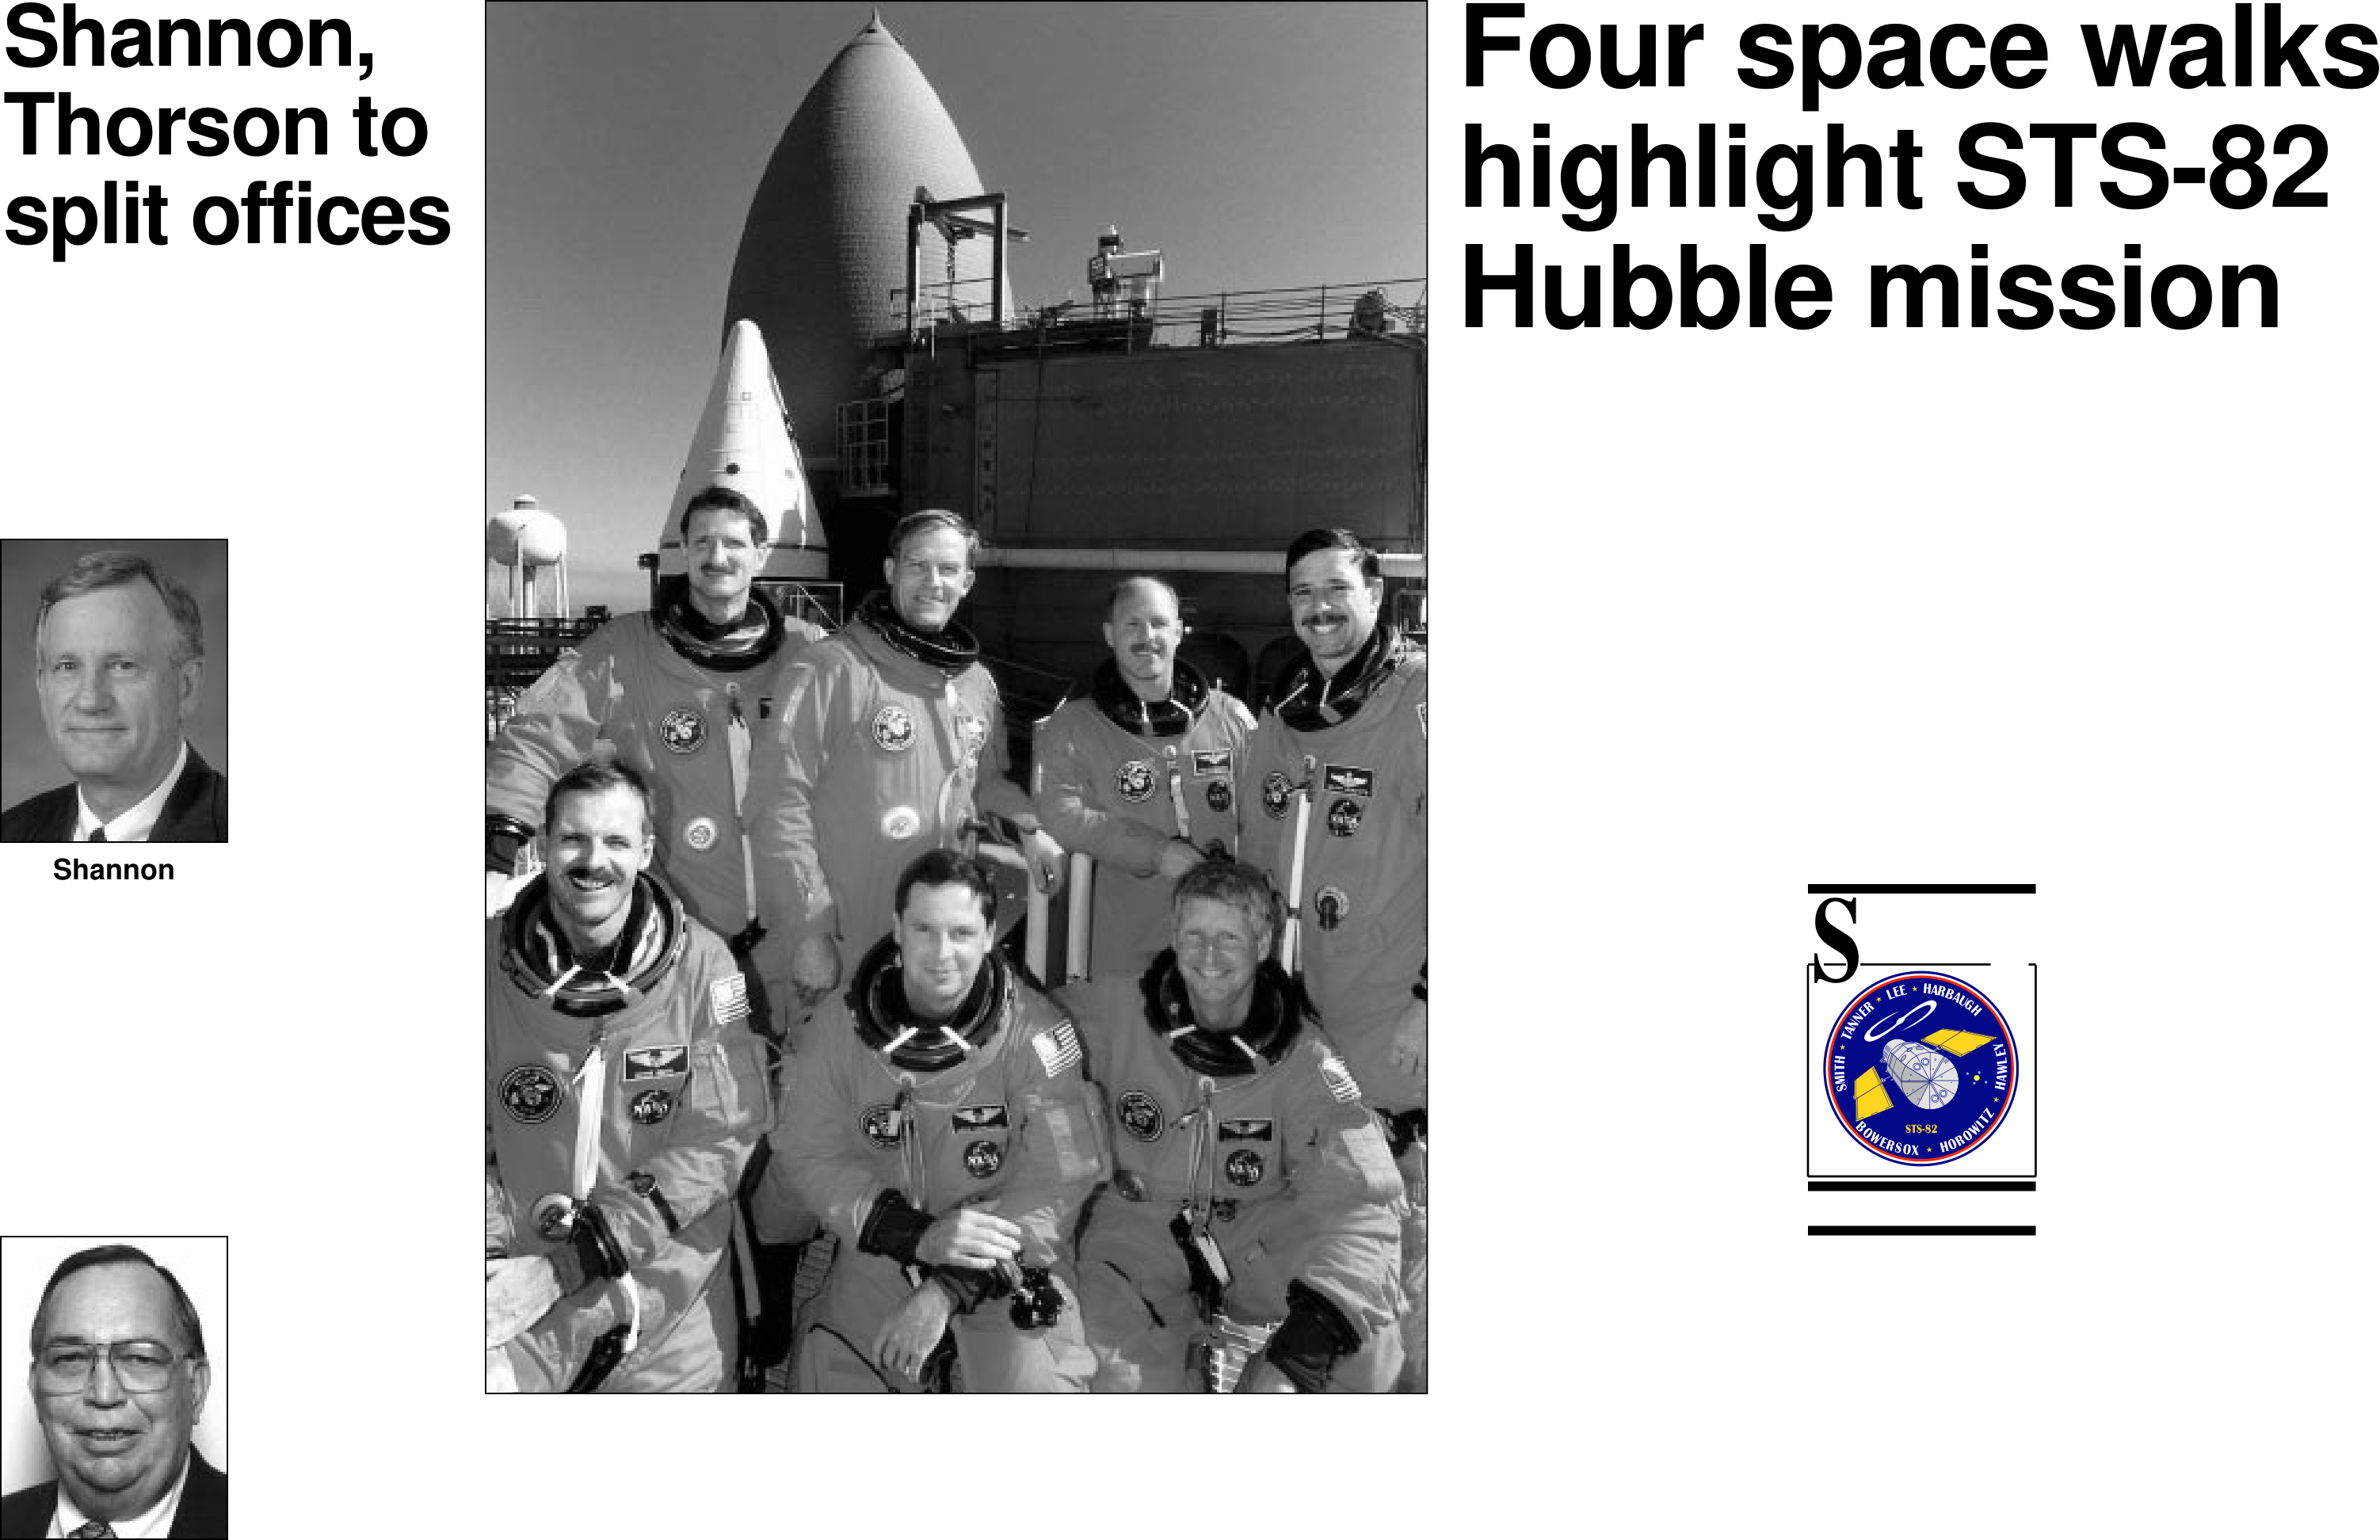 Shannon,
Thorson to
split offices
Shannon
Four space walks
highlight STS-82
Hubble mission
S
SMITH • TANNER • LEE • HARBAUGH
HAWLEY • HOROWITZ • BOWERSOX
STS-82